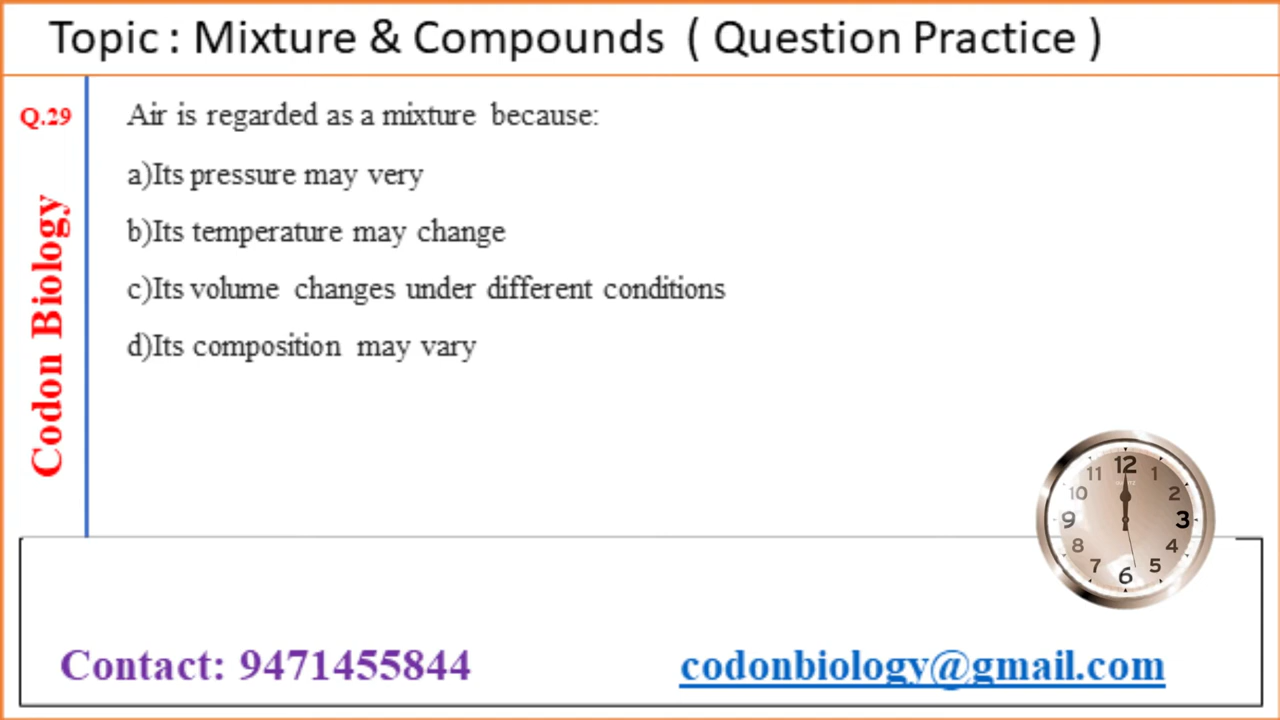 Topic : Mixture & Compounds ( Question Practice )
Q.29
Air is regarded as a mixture because:
a)Its pressure may very
b)Its temperature may change
c)Its volume changes under different conditions
d)Its composition may vary
Codon Biology
12
11 1
10 2
9 3
8 4
7 5
6
Contact: 9471455844
codonbiology@gmail.com